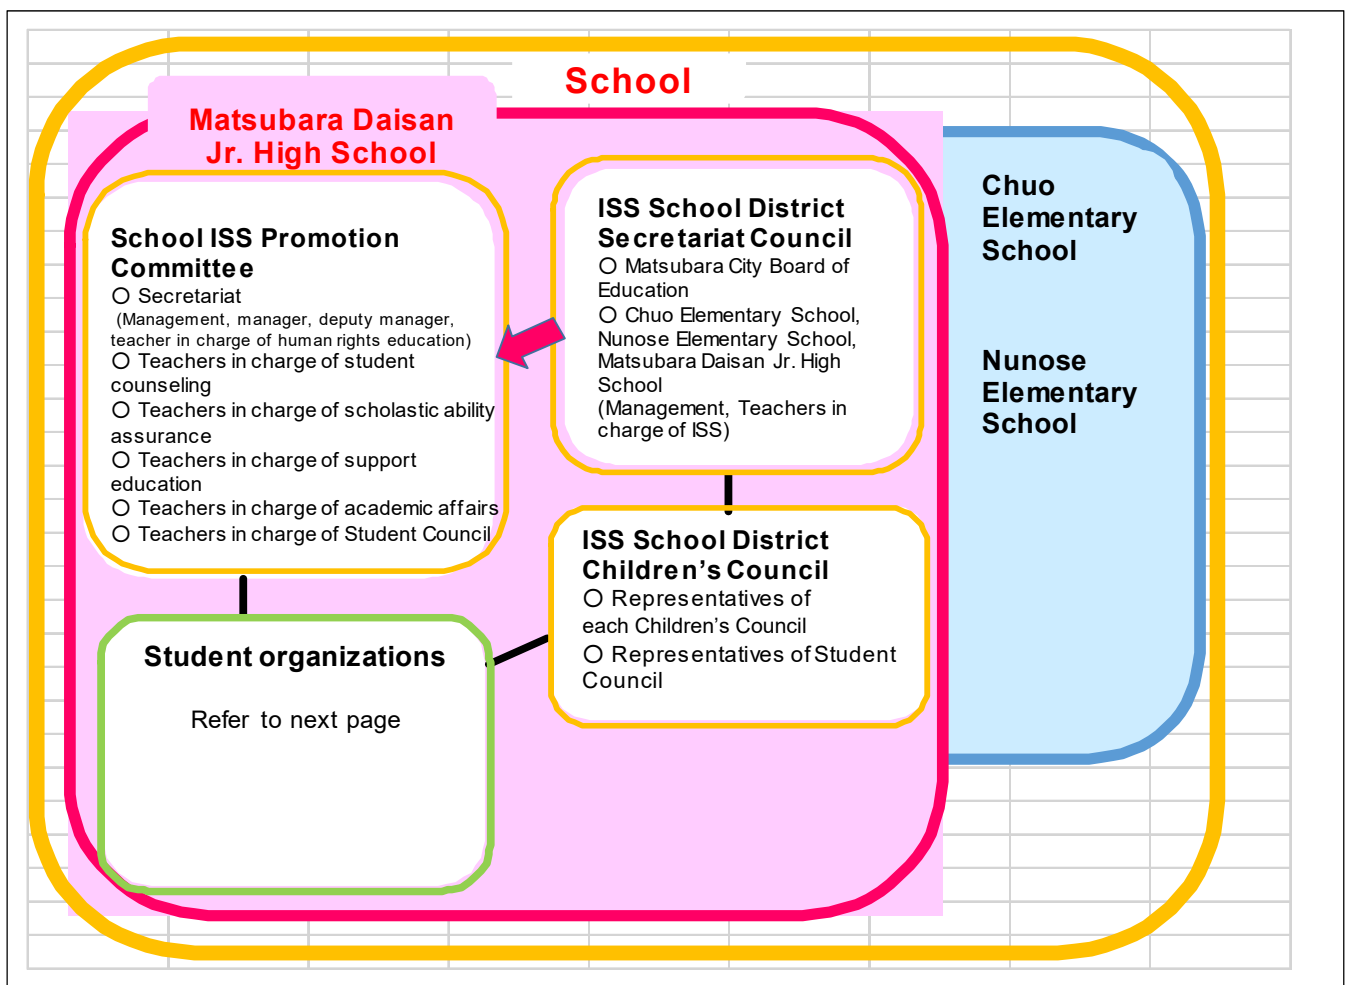 School
Matsubara Daisan
Jr. High School
School ISS Promotion
Committee
○ Secretariat
(Management, manager, deputy manager,
teacher in charge of human rights education)
○ Teachers in charge of student
counseling
○ Teachers in charge of scholastic ability
assurance
○ Teachers in charge of support
education
○ Teachers in charge of academic affairs
○ Teachers in charge of Student Council
ISS School District
Secretariat Council
○ Matsubara City Board of
Education
○ Chuo Elementary School,
Nunose Elementary School,
Matsubara Daisan Jr. High
School
(Management, Teachers in
charge of ISS)
ISS School District
Children's Council
○ Representatives of
each Children's Council
○ Representatives of Student
Council
Student organizations
Refer to next page
Chuo
Elementary
School
Nunose
Elementary
School